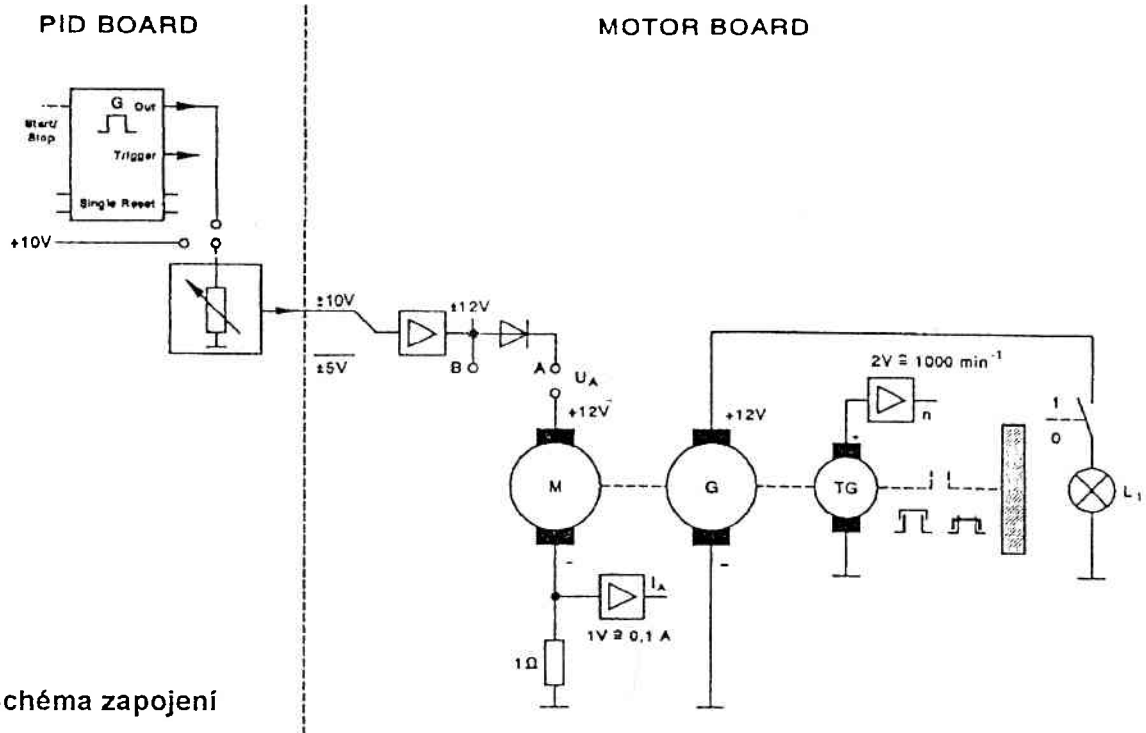 PID BOARD
MOTOR BOARD
G Out
Start/
Stop
Trigger
Single Reset
+10V
±10V
±5V
±12V
B
A
U_A
+12V
+12V
2V ≙ 1000 min⁻¹
n
1
0
M
G
TG
+
L₁
-
-
I_A
1V ≙ 0,1 A
1Ω
chéma zapojení